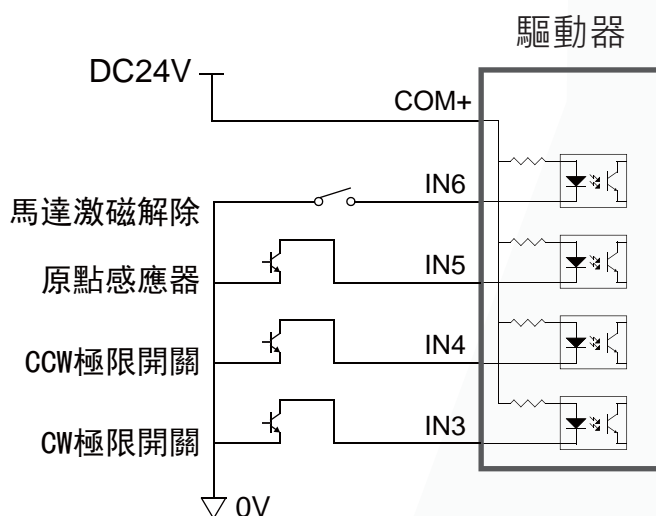 驅動器
DC24V
COM+
馬達激磁解除
IN6
原點感應器
IN5
CCW極限開關
IN4
CW極限開關
IN3
0V